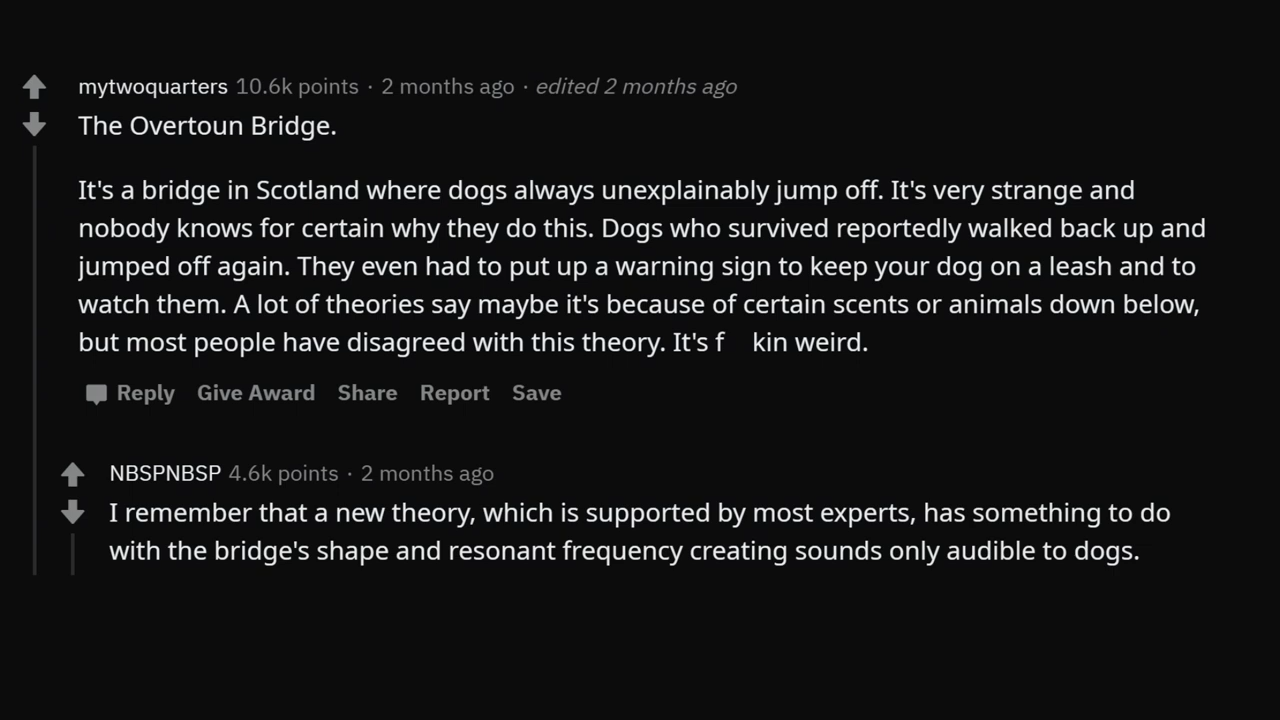 mytwoquarters 10.6k points · 2 months ago · edited 2 months ago
The Overtoun Bridge.
It's a bridge in Scotland where dogs always unexplainably jump off. It's very strange and
nobody knows for certain why they do this. Dogs who survived reportedly walked back up and
jumped off again. They even had to put up a warning sign to keep your dog on a leash and to
watch them. A lot of theories say maybe it's because of certain scents or animals down below,
but most people have disagreed with this theory. It's f kin weird.
Reply Give Award Share Report Save
NBSPNBSP 4.6k points · 2 months ago
I remember that a new theory, which is supported by most experts, has something to do
with the bridge's shape and resonant frequency creating sounds only audible to dogs.